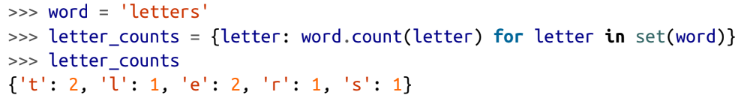 >>> word = 'letters'
>>> letter_counts = {letter: word.count(letter) for letter in set(word)}
>>> letter_counts
{'t': 2, 'l': 1, 'e': 2, 'r': 1, 's': 1}